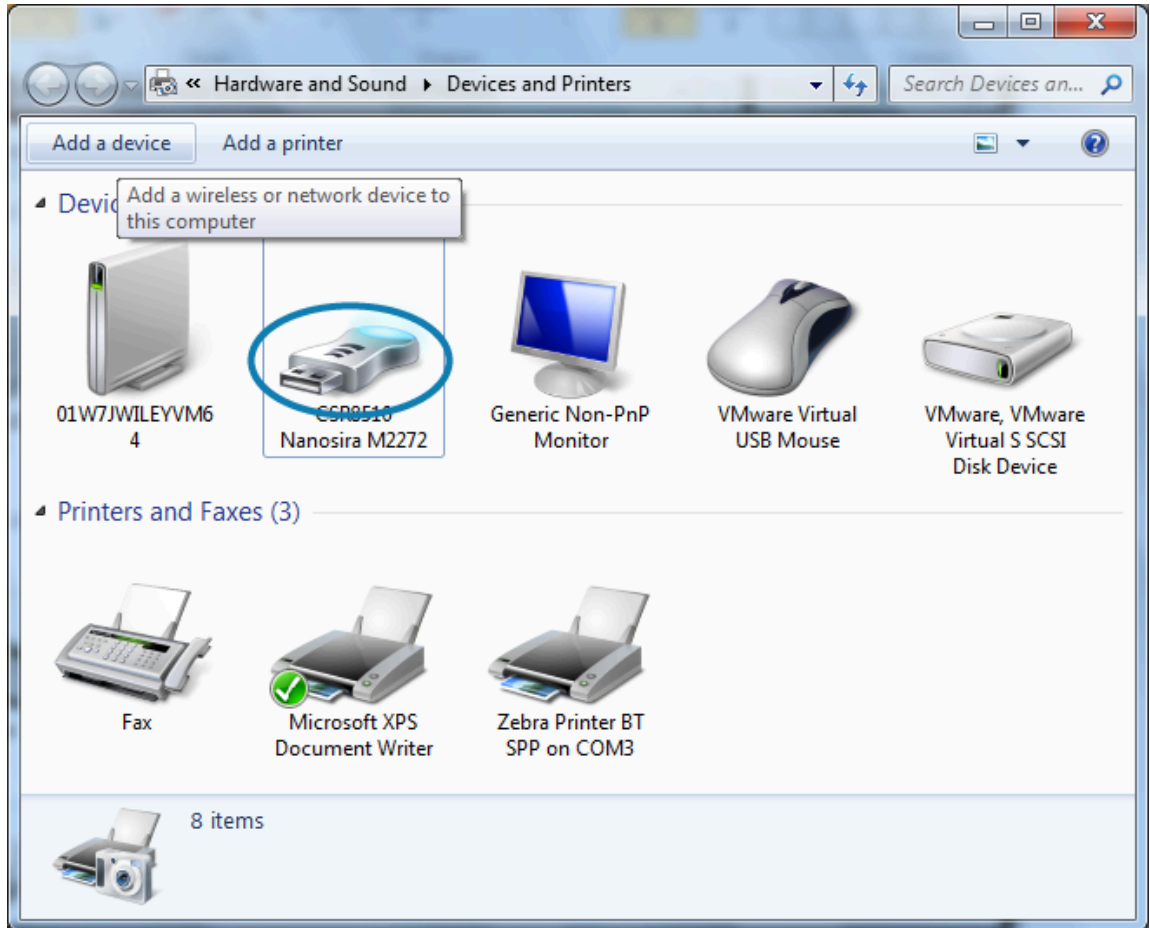 « Hardware and Sound ▸ Devices and Printers
Search Devices an...
Add a device
Add a printer
Devic
Add a wireless or network device to
this computer
01W7JWILEYVM6
4
CSR8510
Nanosira M2272
Generic Non-PnP
Monitor
VMware Virtual
USB Mouse
VMware, VMware
Virtual S SCSI
Disk Device
Printers and Faxes (3)
Fax
Microsoft XPS
Document Writer
Zebra Printer BT
SPP on COM3
8 items